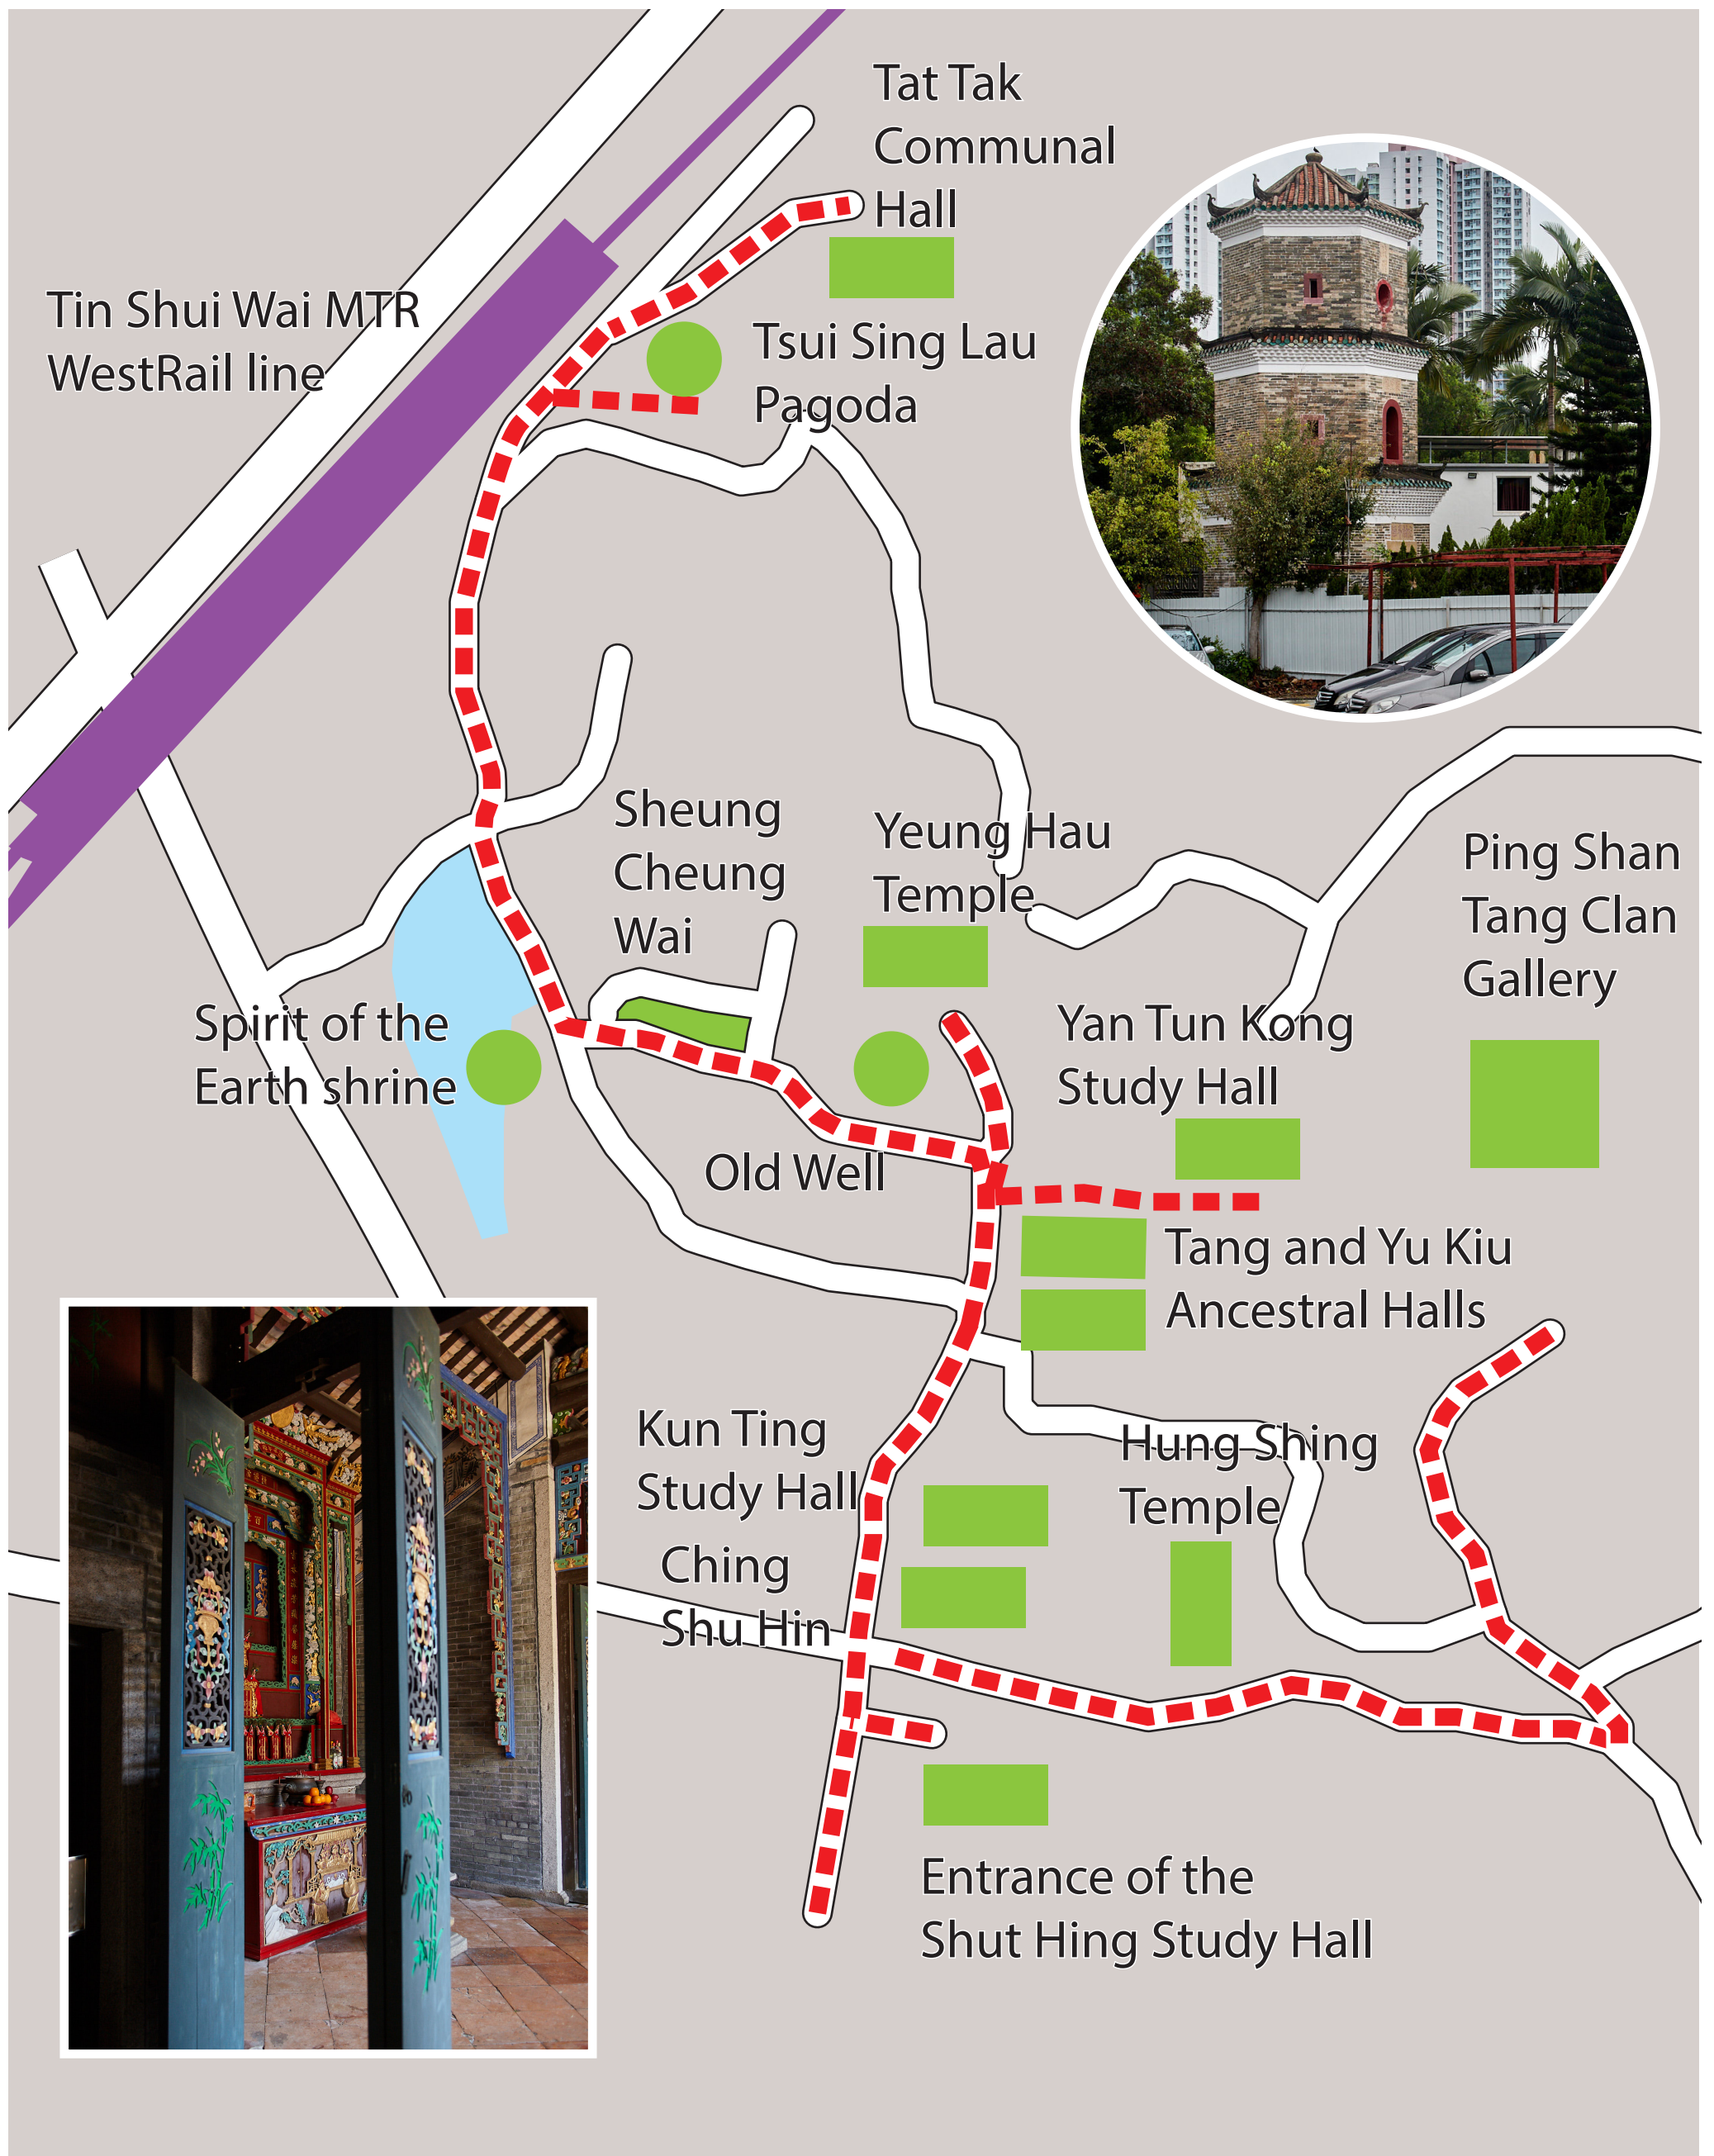 Tat Tak
Communal
Hall
Tin Shui Wai MTR
WestRail line
Tsui Sing Lau
Pagoda
Sheung
Cheung
Wai
Yeung Hau
Temple
Ping Shan
Tang Clan
Gallery
Spirit of the
Earth shrine
Yan Tun Kong
Study Hall
Old Well
Tang and Yu Kiu
Ancestral Halls
Kun Ting
Study Hall
Hung Shing
Temple
Ching
Shu Hin
Entrance of the
Shut Hing Study Hall